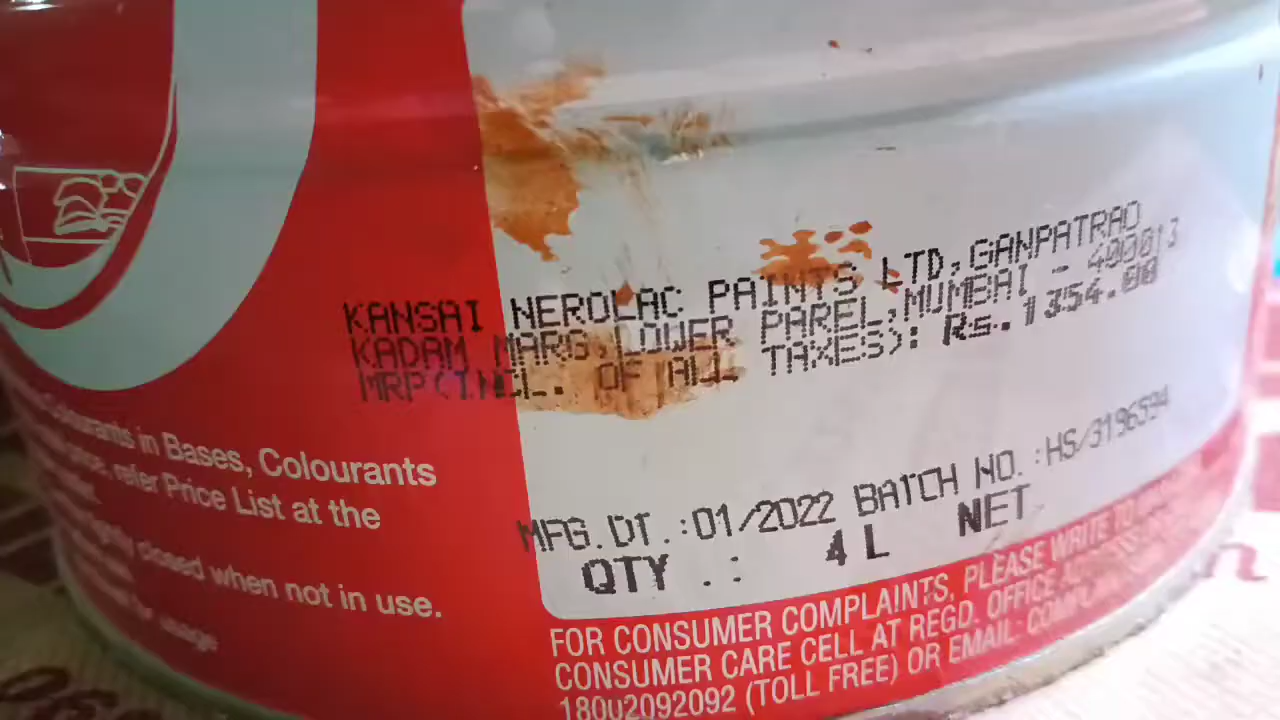 KANSAI NEROLAC PAINTS LTD,GANPATRAO
KADAM MARG,LOWER PAREL,MUMBAI - 400013
MRP(INCL. OF ALL TAXES): Rs.1354.00
MFG.DT.:01/2022 BATCH NO.:HS/3196594
QTY .: 4 L NET
Colourants in Bases, Colourants
refer Price List at the
closed when not in use.
usage
FOR CONSUMER COMPLAINTS, PLEASE WRITE TO
CONSUMER CARE CELL AT REGD. OFFICE
18002092092 (TOLL FREE) OR EMAIL: